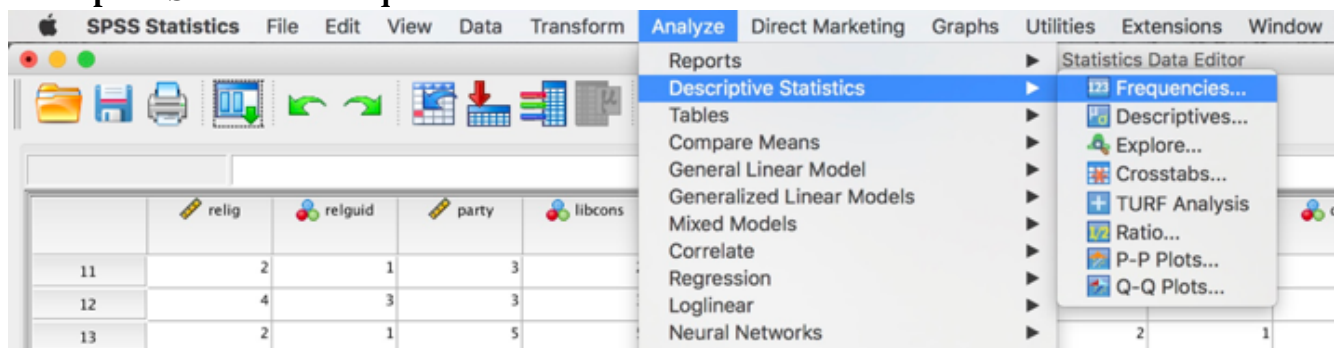 SPSS Statistics File Edit View Data Transform Analyze Direct Marketing Graphs Utilities Extensions Window
Reports
Statistics Data Editor
Descriptive Statistics
123 Frequencies...
Tables
Descriptives...
Compare Means
Explore...
General Linear Model
Crosstabs...
Generalized Linear Models
TURF Analysis
Mixed Models
1/2 Ratio...
Correlate
P-P Plots...
Regression
Q-Q Plots...
Loglinear
Neural Networks
relig relguid party libcons
11 2 1 3
12 4 3 3
13 2 1 5 2 1